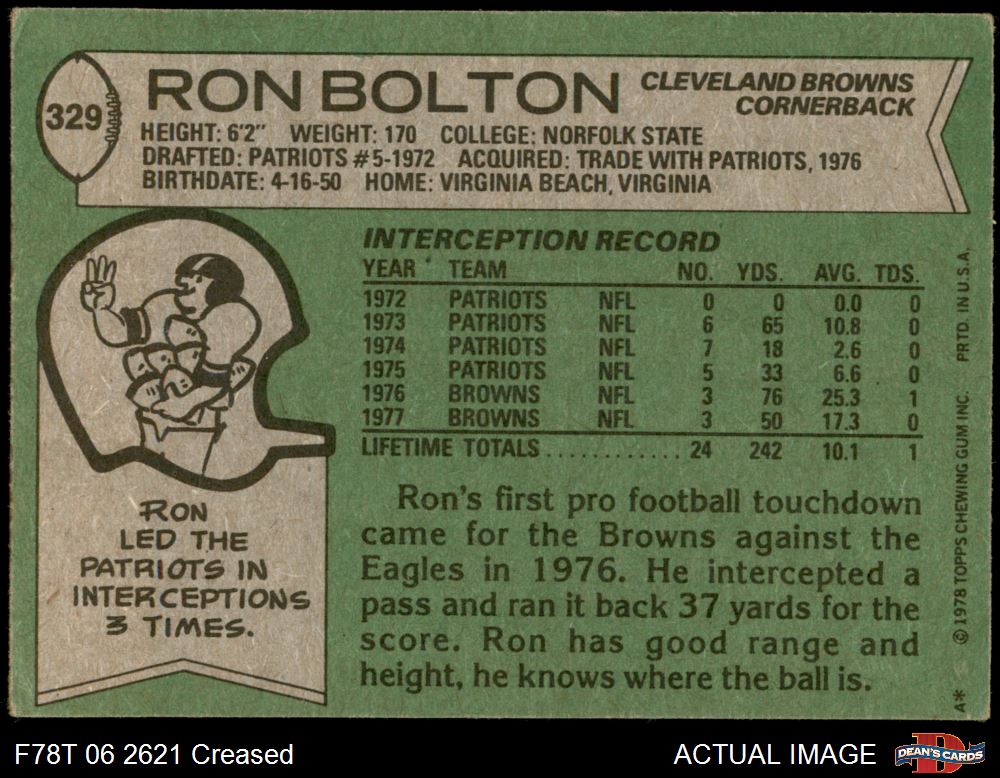 329
RON BOLTON
CLEVELAND BROWNS
CORNERBACK
HEIGHT: 6'2" WEIGHT: 170 COLLEGE: NORFOLK STATE
DRAFTED: PATRIOTS #5-1972 ACQUIRED: TRADE WITH PATRIOTS, 1976
BIRTHDATE: 4-16-50 HOME: VIRGINIA BEACH, VIRGINIA
INTERCEPTION RECORD
YEAR TEAM NO. YDS. AVG. TDS.
1972 PATRIOTS NFL 0 0 0.0 0
1973 PATRIOTS NFL 6 65 10.8 0
1974 PATRIOTS NFL 7 18 2.6 0
1975 PATRIOTS NFL 5 33 6.6 0
1976 BROWNS NFL 3 76 25.3 1
1977 BROWNS NFL 3 50 17.3 0
LIFETIME TOTALS............ 24 242 10.1 1
RON
LED THE
PATRIOTS IN
INTERCEPTIONS
3 TIMES.
Ron's first pro football touchdown
came for the Browns against the
Eagles in 1976. He intercepted a
pass and ran it back 37 yards for the
score. Ron has good range and
height, he knows where the ball is.
A* © 1978 TOPPS CHEWING GUM INC. PRTD. IN U.S.A.
F78T 06 2621 Creased
ACTUAL IMAGE
DEAN'S CARDS